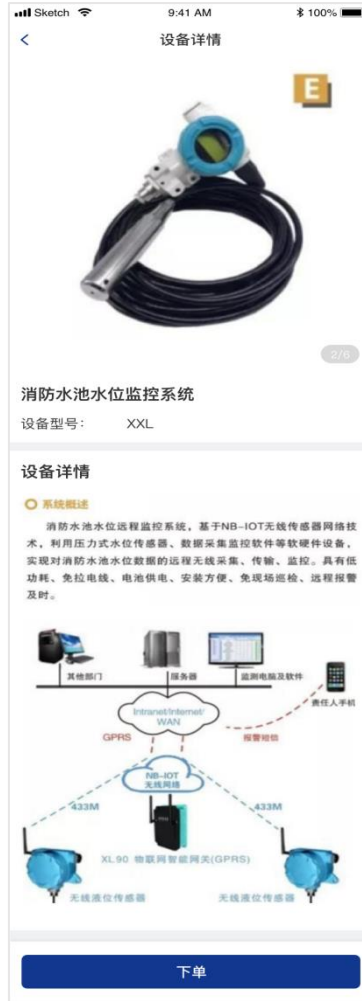 Sketch
9:41 AM
100%
设备详情
E
2/6
消防水池水位监控系统
设备型号： XXL
设备详情
系统概述
消防水池水位远程监控系统，基于NB-IOT无线传感器网络技
术，利用压力式水位传感器、数据采集监控软件等软硬件设备，
实现对消防水池水位数据的远程无线采集、传输、监控。具有低
功耗、免拉电线、电池供电、安装方便、免现场巡检、远程报警
及时。
其他部门
服务器
监测电脑及软件
责任人手机
Intranet/Internet/
WAN
GPRS
报警短信
NB-IOT
无线网络
433M
433M
XL90 物联网智能网关(GPRS)
无线液位传感器
无线液位传感器
下单